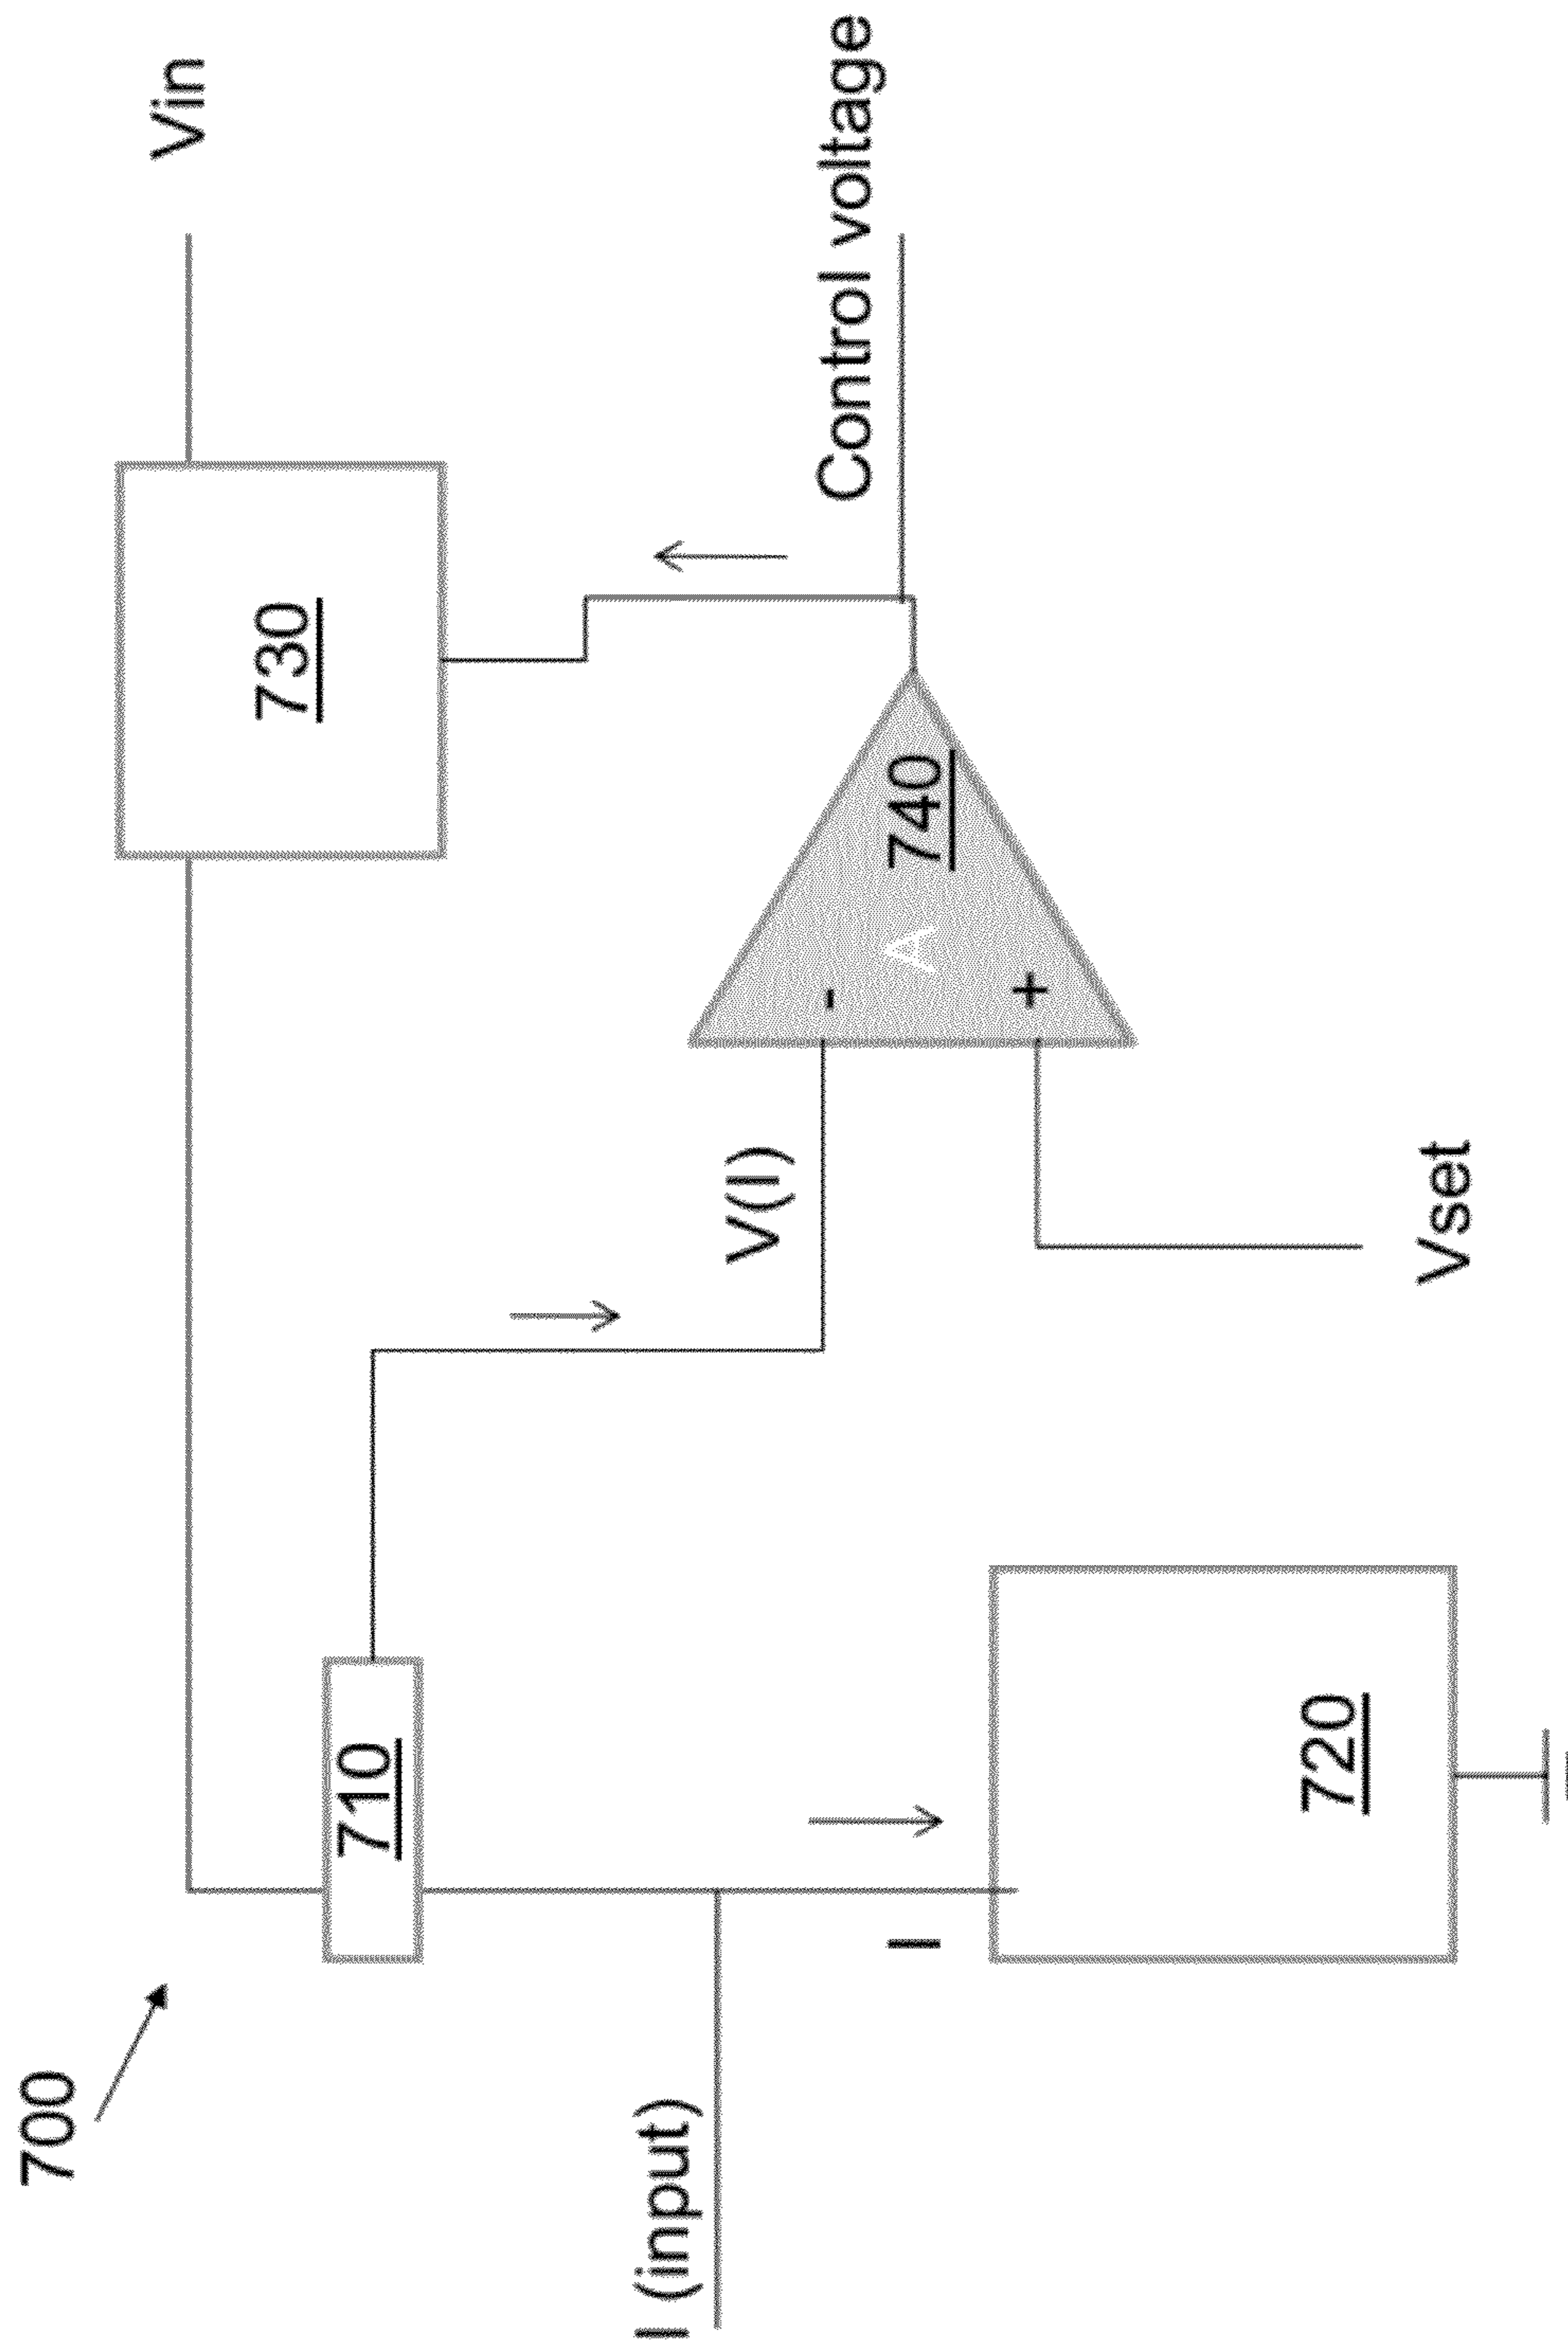 700
Vin
730
710
V(I)
Control voltage
-
A
740
+
I (input)
I
720
Vset